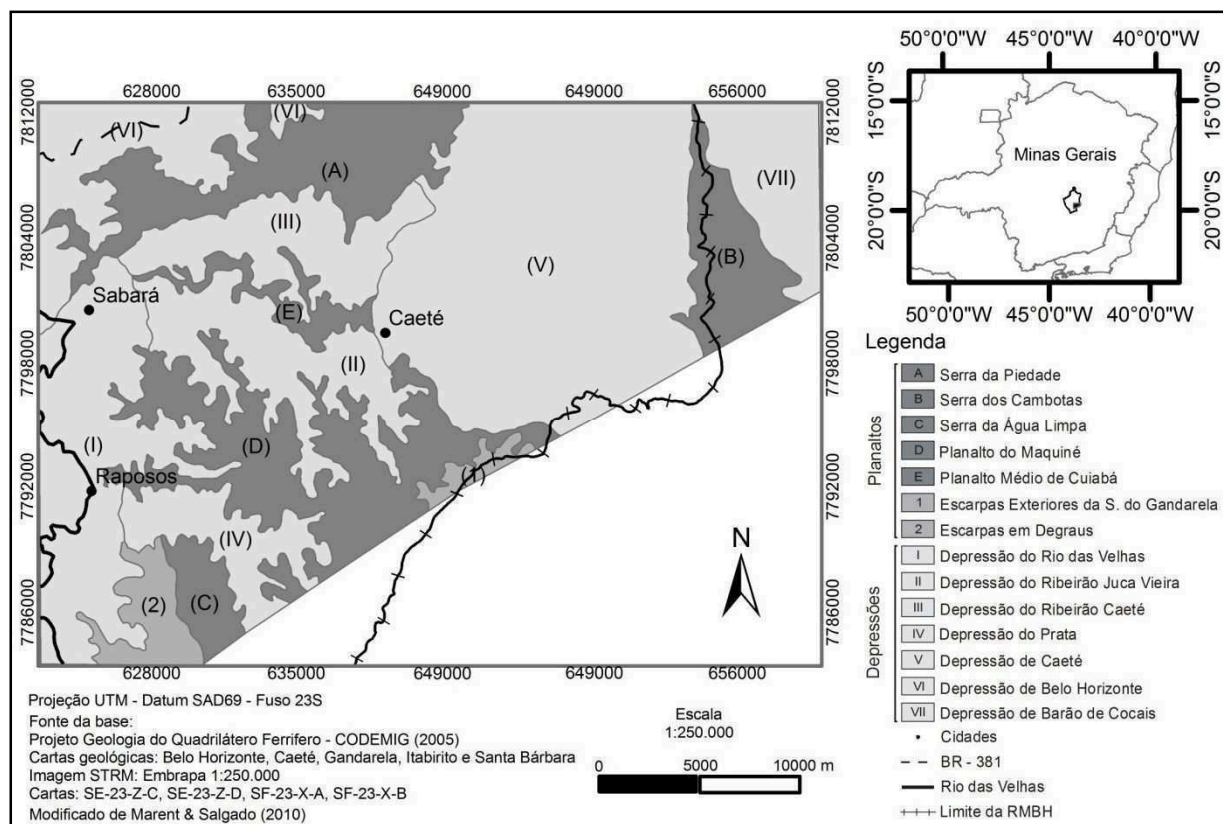 628000 635000 649000 649000 656000
7812000
7804000
7798000
7792000
7786000
(VI)
(VI)
(A)
(VII)
(III)
(B)
(V)
Sabará
(E)
Caeté
(II)
(I)
(D)
Raposos
(1)
(IV)
(2)
(C)
N
7812000
7804000
7798000
7792000
7786000
628000 635000 649000 649000 656000
Projeção UTM - Datum SAD69 - Fuso 23S
Fonte da base:
Projeto Geologia do Quadrilátero Ferrifero - CODEMIG (2005)
Cartas geológicas: Belo Horizonte, Caeté, Gandarela, Itabirito e Santa Bárbara
Imagem STRM: Embrapa 1:250.000
Cartas: SE-23-Z-C, SE-23-Z-D, SF-23-X-A, SF-23-X-B
Modificado de Marent & Salgado (2010)
Escala
1:250.000
0 5000 10000 m
50°0'0"W 45°0'0"W 40°0'0"W
15°0'0"S
20°0'0"S
Minas Gerais
15°0'0"S
20°0'0"S
50°0'0"W 45°0'0"W 40°0'0"W
Legenda
Planaltos
A Serra da Piedade
B Serra dos Cambotas
C Serra da Água Limpa
D Planalto do Maquiné
E Planalto Médio de Cuiabá
1 Escarpas Exteriores da S. do Gandarela
2 Escarpas em Degraus
Depressões
I Depressão do Rio das Velhas
II Depressão do Ribeirão Juca Vieira
III Depressão do Ribeirão Caeté
IV Depressão do Prata
V Depressão de Caeté
VI Depressão de Belo Horizonte
VII Depressão de Barão de Cocais
Cidades
BR - 381
Rio das Velhas
Limite da RMBH